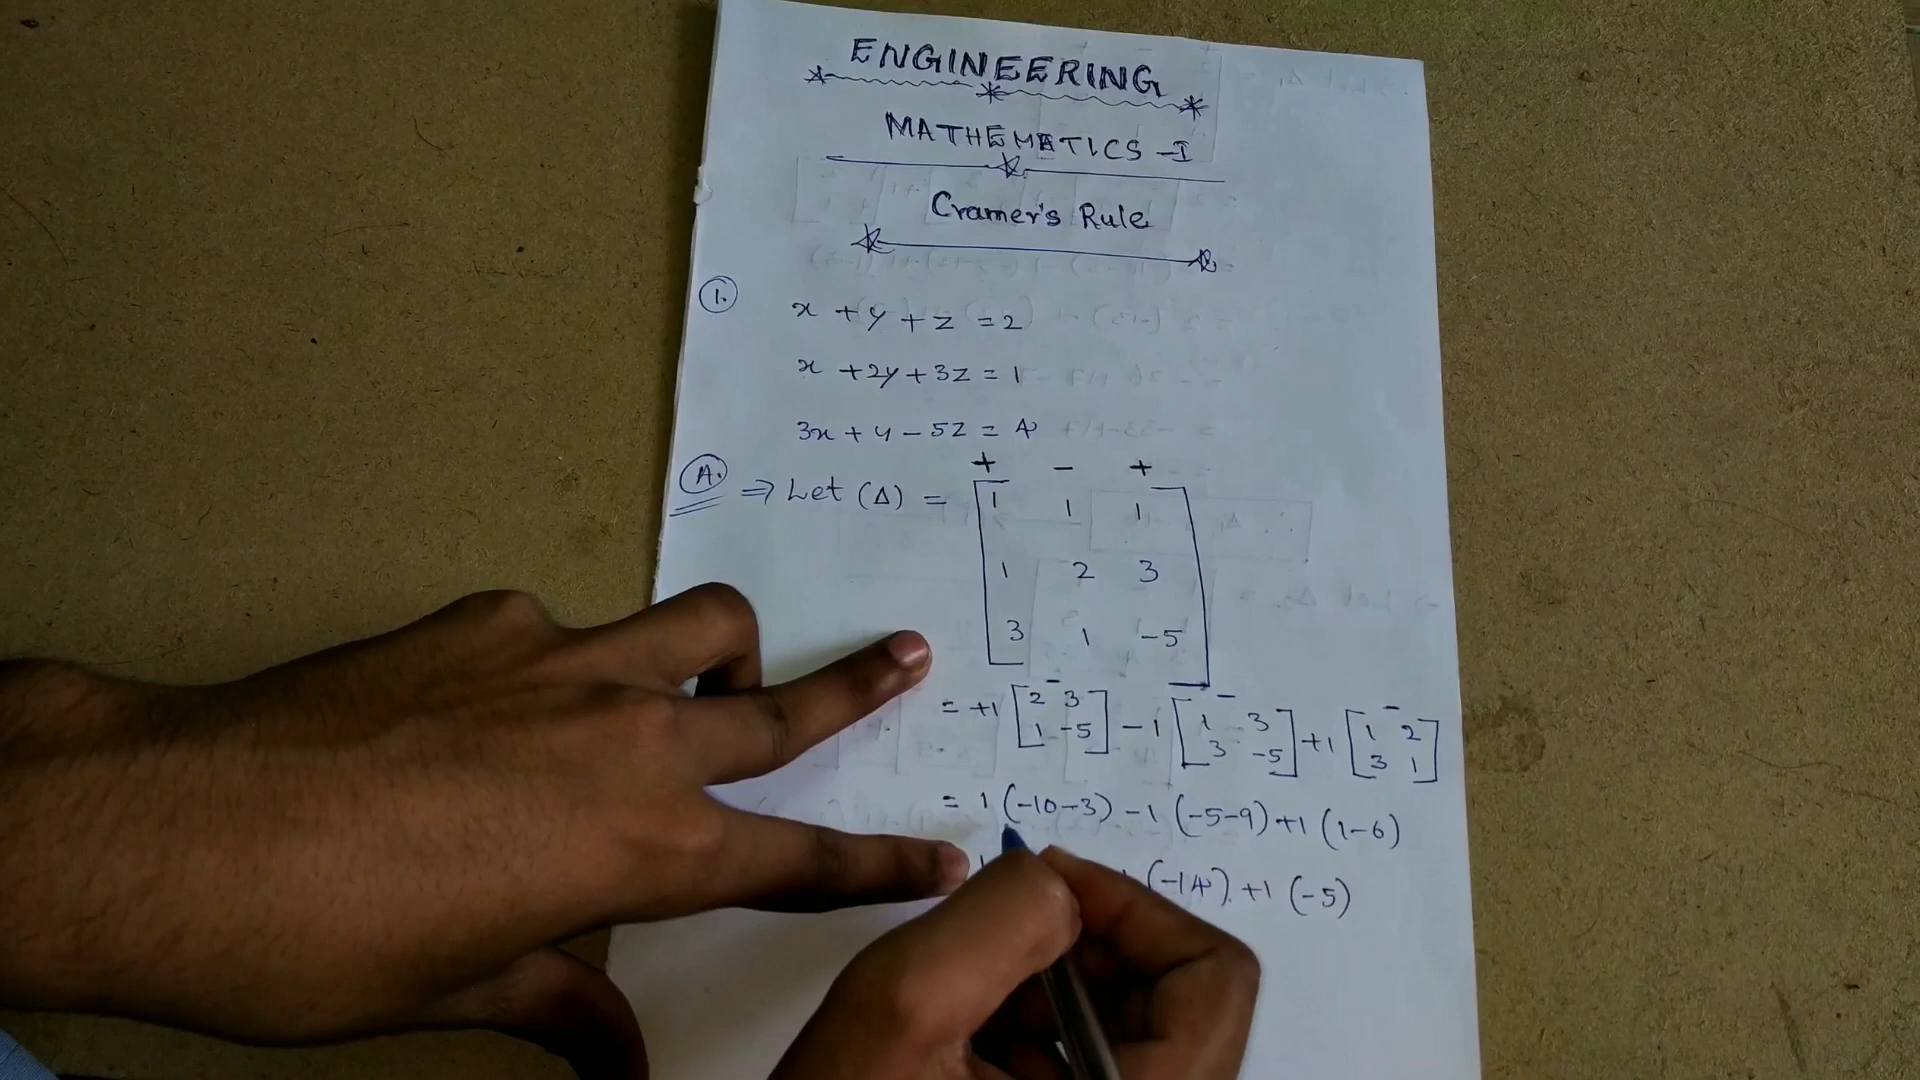 ENGINEERING
MATHEMETICS -I
Cramer's Rule
1. x + y + z = 2
x + 2y + 3z = 1
3x + y - 5z = 4
+ - +
A. ⇒ Let (Δ) = [1 1 1
1 2 3
3 1 -5]
= +1 [2 3 - 1 [1 3 + 1 [1 2
1 -5] 3 -5] 3 1]
= 1 (-10-3) - 1 (-5-9) + 1 (1-6)
(-14) + 1 (-5)